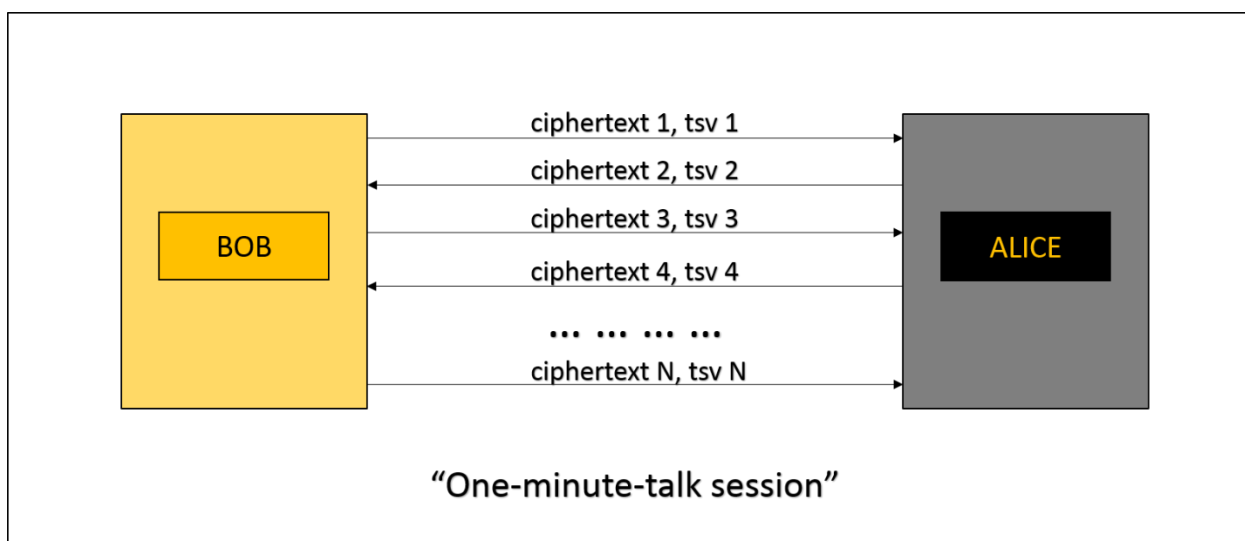 ciphertext 1, tsv 1
ciphertext 2, tsv 2
BOB
ciphertext 3, tsv 3
ALICE
ciphertext 4, tsv 4
... ... ... ...
ciphertext N, tsv N
“One-minute-talk session”